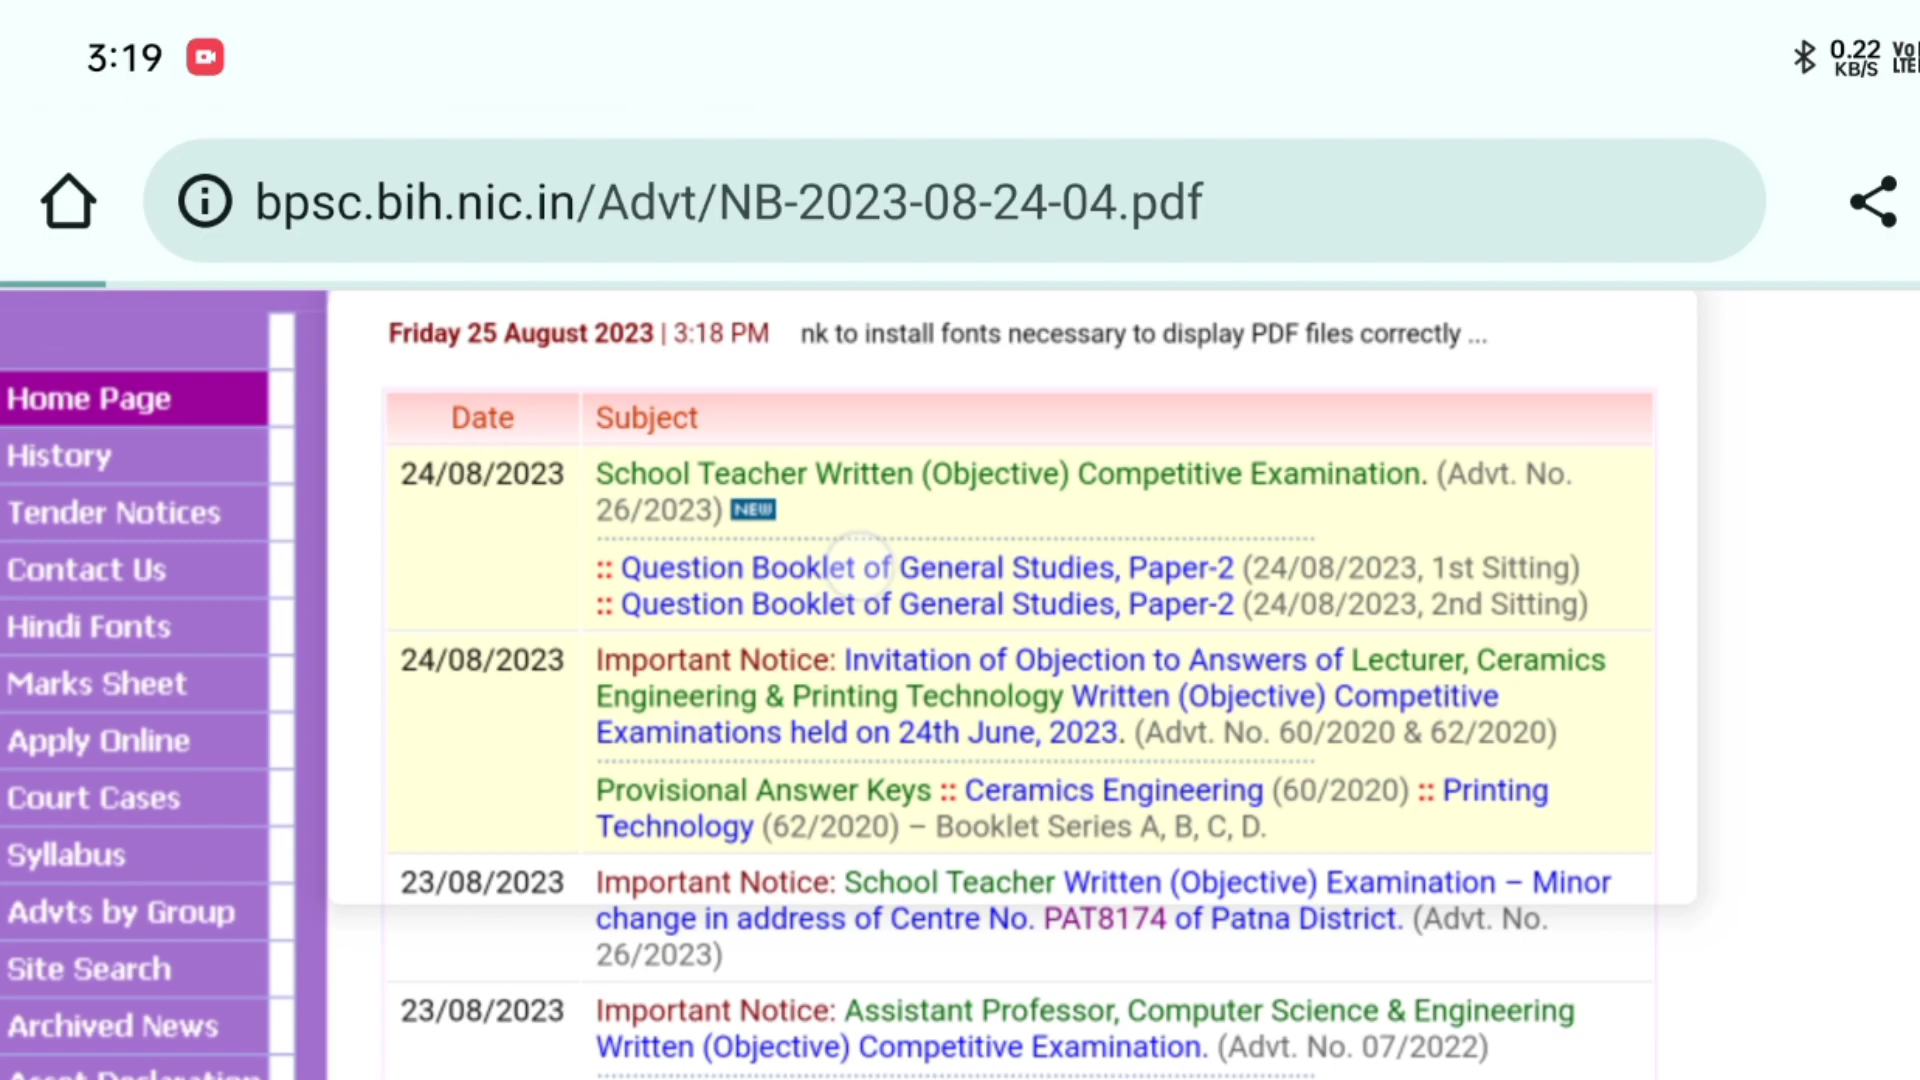 3:19
0.22
KB/S
Vo
LTE
bpsc.bih.nic.in/Advt/NB-2023-08-24-04.pdf
Friday 25 August 2023 | 3:18 PM nk to install fonts necessary to display PDF files correctly ...
Home Page
History
Tender Notices
Contact Us
Hindi Fonts
Marks Sheet
Apply Online
Court Cases
Syllabus
Advts by Group
Site Search
Archived News
Asset Declaration
Date Subject
24/08/2023 School Teacher Written (Objective) Competitive Examination. (Advt. No.
26/2023) NEW
:: Question Booklet of General Studies, Paper-2 (24/08/2023, 1st Sitting)
:: Question Booklet of General Studies, Paper-2 (24/08/2023, 2nd Sitting)
24/08/2023 Important Notice: Invitation of Objection to Answers of Lecturer, Ceramics
Engineering & Printing Technology Written (Objective) Competitive
Examinations held on 24th June, 2023. (Advt. No. 60/2020 & 62/2020)
Provisional Answer Keys :: Ceramics Engineering (60/2020) :: Printing
Technology (62/2020) – Booklet Series A, B, C, D.
23/08/2023 Important Notice: School Teacher Written (Objective) Examination – Minor
change in address of Centre No. PAT8174 of Patna District. (Advt. No.
26/2023)
23/08/2023 Important Notice: Assistant Professor, Computer Science & Engineering
Written (Objective) Competitive Examination. (Advt. No. 07/2022)